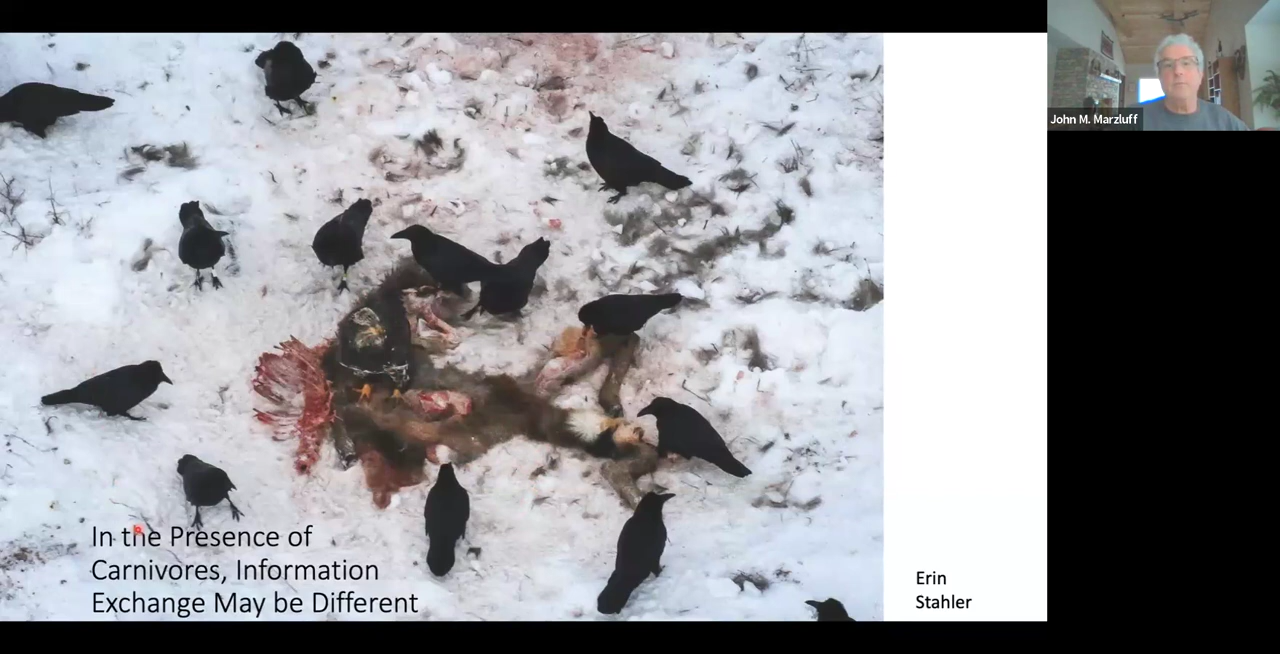 John M. Marzluff
In the Presence of
Carnivores, Information
Exchange May be Different
Erin
Stahler